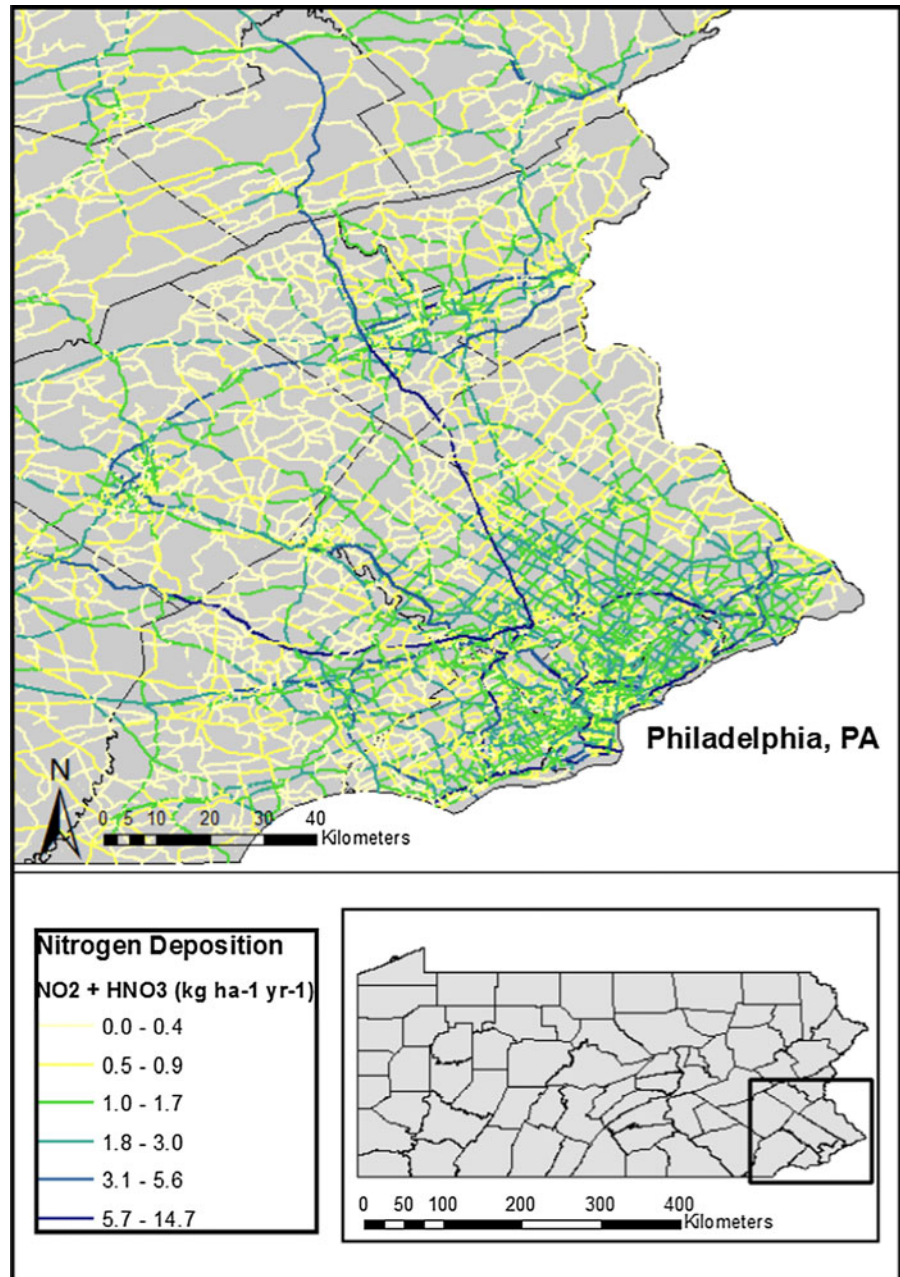 Philadelphia, PA
N
0 5 10 20 30 40
Kilometers
Nitrogen Deposition
NO2 + HNO3 (kg ha-1 yr-1)
0.0 - 0.4
0.5 - 0.9
1.0 - 1.7
1.8 - 3.0
3.1 - 5.6
5.7 - 14.7
0 50 100 200 300 400
Kilometers